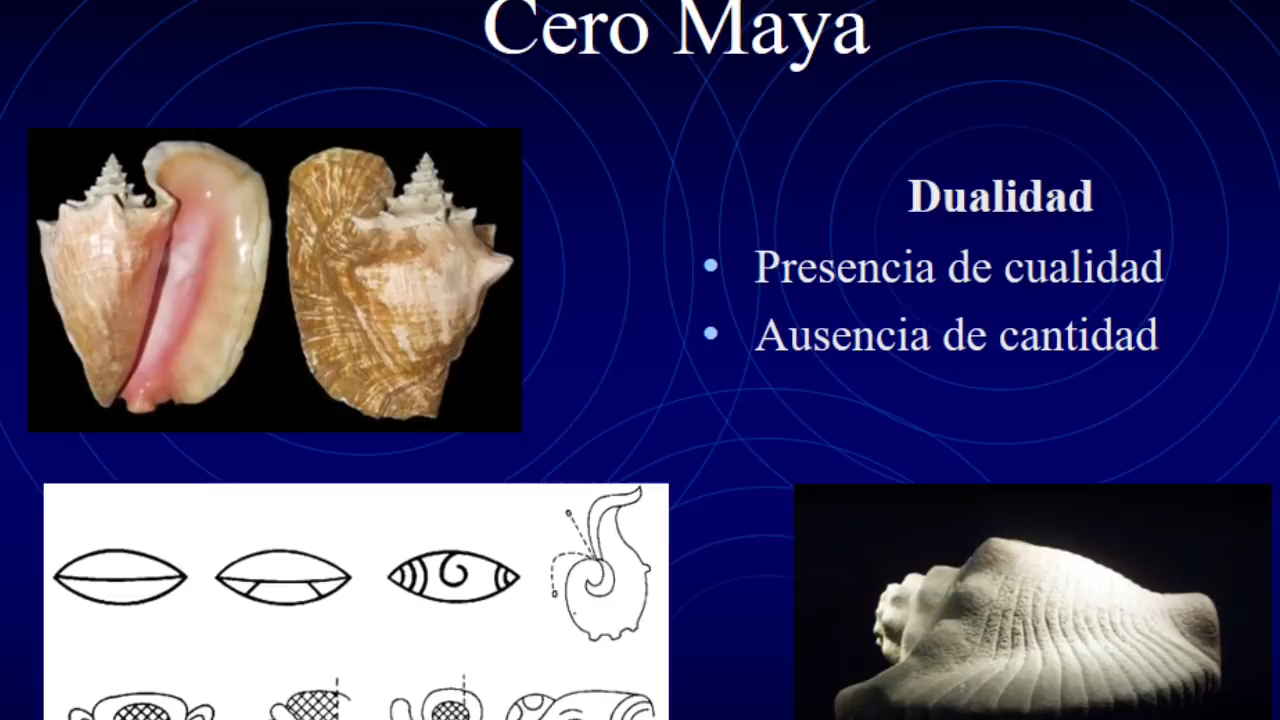 Cero Maya
Dualidad
• Presencia de cualidad
• Ausencia de cantidad